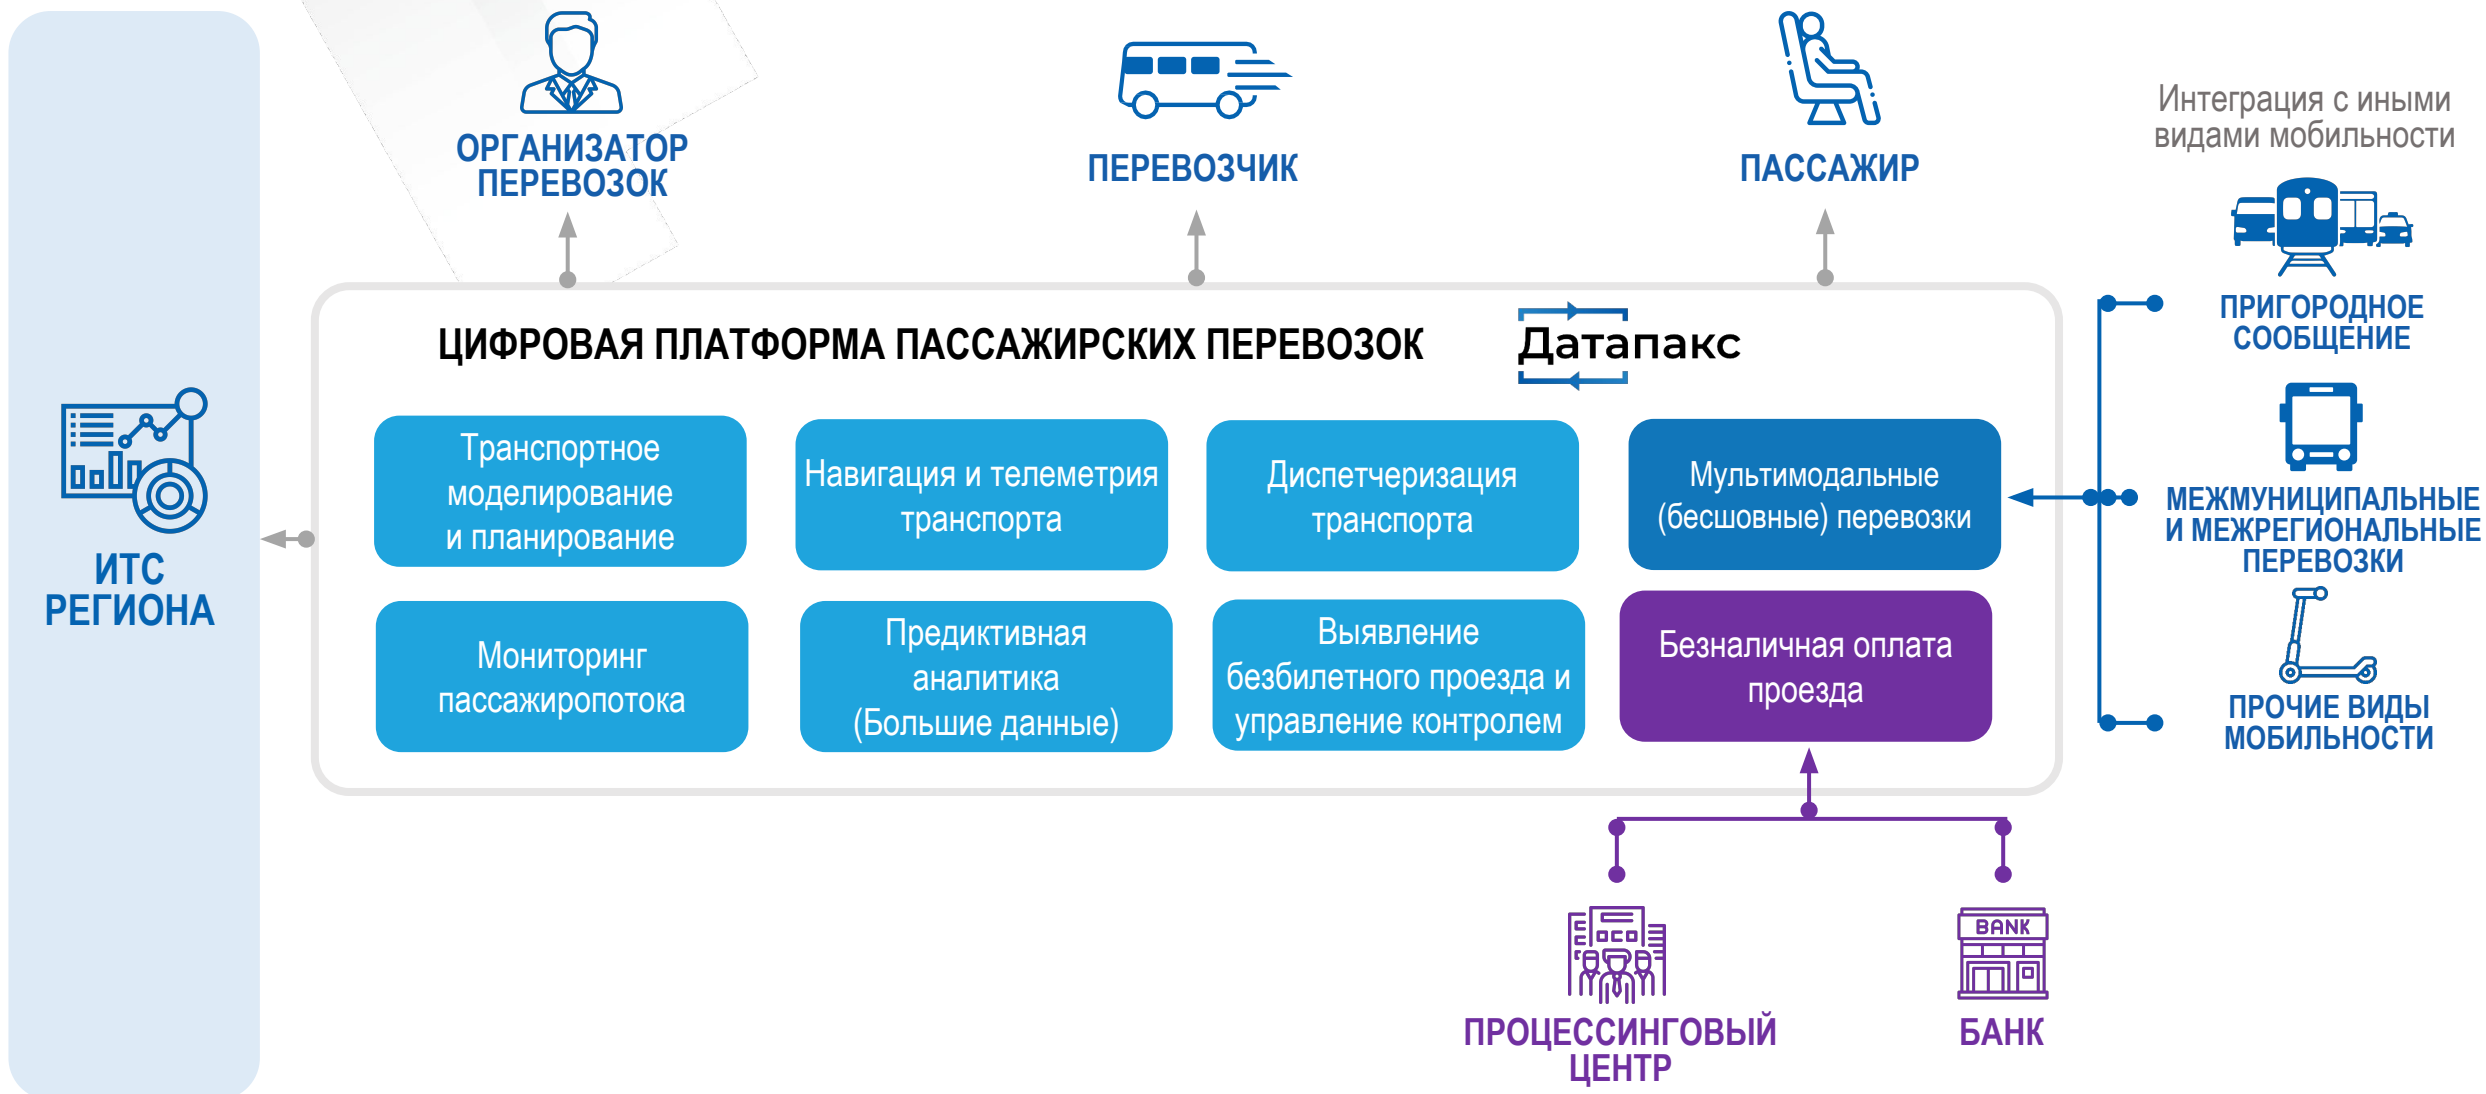 ОРГАНИЗАТОР
ПЕРЕВОЗОК
ПЕРЕВОЗЧИК
ПАССАЖИР
Интеграция с иными
видами мобильности
ЦИФРОВАЯ ПЛАТФОРМА ПАССАЖИРСКИХ ПЕРЕВОЗОК
Датапакс
ИТС
РЕГИОНА
Транспортное
моделирование
и планирование
Навигация и телеметрия
транспорта
Диспетчеризация
транспорта
Мультимодальные
(бесшовные) перевозки
Мониторинг
пассажиропотока
Предиктивная
аналитика
(Большие данные)
Выявление
безбилетного проезда и
управление контролем
Безналичная оплата
проезда
ПРИГОРОДНОЕ
СООБЩЕНИЕ
МЕЖМУНИЦИПАЛЬНЫЕ
И МЕЖРЕГИОНАЛЬНЫЕ
ПЕРЕВОЗКИ
ПРОЧИЕ ВИДЫ
МОБИЛЬНОСТИ
ПРОЦЕССИНГОВЫЙ
ЦЕНТР
BANK
БАНК